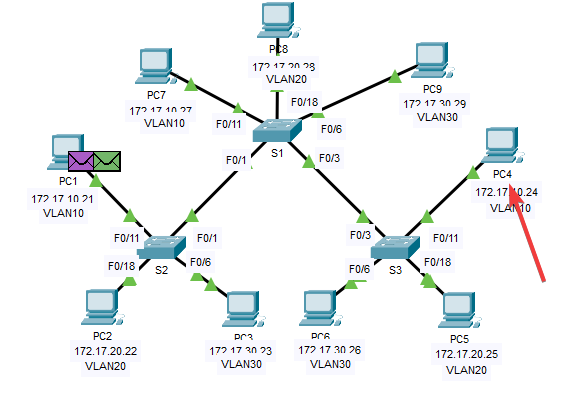 PC8
172.17.20.28
VLAN20
PC7
172.17.10.27
VLAN10
PC9
172.17.30.29
VLAN30
F0/11
F0/18
F0/6
F0/1
S1
F0/3
PC1
172.17.10.21
VLAN10
PC4
172.17.10.24
VLAN10
F0/11
F0/1
S2
F0/18
F0/6
F0/3
F0/11
S3
F0/6
F0/18
PC2
172.17.20.22
VLAN20
PC3
172.17.30.23
VLAN30
PC6
172.17.30.26
VLAN30
PC5
172.17.20.25
VLAN20